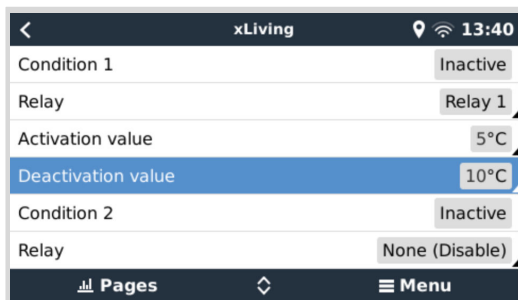 xLiving 13:40
Condition 1 Inactive
Relay Relay 1
Activation value 5°C
Deactivation value 10°C
Condition 2 Inactive
Relay None (Disable)
Pages Menu